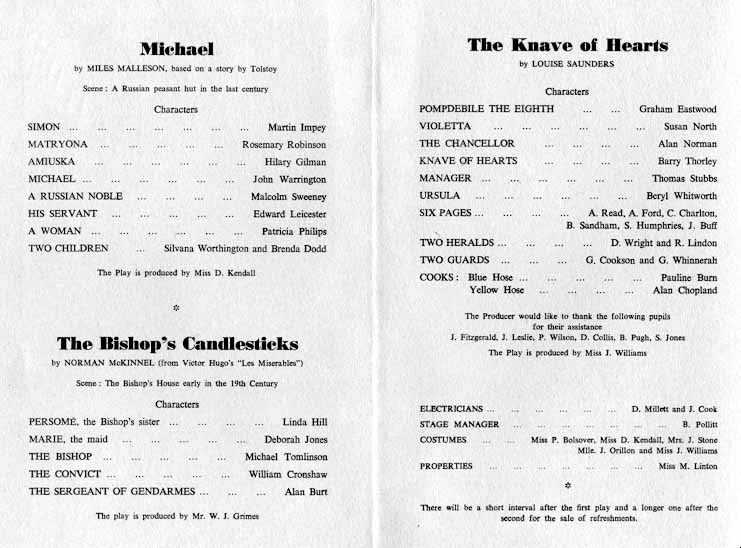 Michael
by MILES MALLESON, based on a story by Tolstoy
Scene : A Russian peasant hut in the last century
Characters
SIMON ... ... ... ... ... ... ... Martin Impey
MATRYONA ... ... ... ... ... Rosemary Robinson
AMIUSKA ... ... ... ... ... ... Hilary Gilman
MICHAEL ... ... ... ... ... ... John Warrington
A RUSSIAN NOBLE ... ... ... ... Malcolm Sweeney
HIS SERVANT ... ... ... ... ... Edward Leicester
A WOMAN ... ... ... ... ... ... Patricia Philips
TWO CHILDREN ... Silvana Worthington and Brenda Dodd
The Play is produced by Miss D. Kendall
The Bishop's Candlesticks
by NORMAN McKINNEL (from Victor Hugo's "Les Miserables")
Scene : The Bishop's House early in the 19th Century
Characters
PERSOMÉ, the Bishop's sister ... ... ... Linda Hill
MARIE, the maid ... ... ... ... Deborah Jones
THE BISHOP ... ... ... ... ... Michael Tomlinson
THE CONVICT ... ... ... ... ... William Cronshaw
THE SERGEANT OF GENDARMES ... ... ... Alan Burt
The play is produced by Mr. W. J. Grimes
The Knave of Hearts
by LOUISE SAUNDERS
Characters
POMPDEBILE THE EIGHTH ... ... Graham Eastwood
VIOLETTA ... ... ... ... ... Susan North
THE CHANCELLOR ... ... ... Alan Norman
KNAVE OF HEARTS ... ... ... Barry Thorley
MANAGER ... ... ... ... ... Thomas Stubbs
URSULA ... ... ... ... ... Beryl Whitworth
SIX PAGES ... ... ... A. Read, A. Ford, C. Charlton,
B. Sandham, S. Humphries, J. Buff
TWO HERALDS ... ... ... D. Wright and R. Lindon
TWO GUARDS ... ... ... G. Cookson and G. Whinnerah
COOKS : Blue Hose ... ... ... ... Pauline Burn
Yellow Hose ... ... ... Alan Chopland
The Producer would like to thank the following pupils
for their assistance
J. Fitzgerald, J. Leslie, P. Wilson, D. Collis, B. Pugh, S. Jones
The Play is produced by Miss J. Williams
ELECTRICIANS ... ... ... ... ... D. Millett and J. Cook
STAGE MANAGER ... ... ... ... ... ... B. Pollitt
COSTUMES ... ... Miss P. Bolsover, Miss D. Kendall, Mrs. J. Stone
Mlle. J. Orillon and Miss J. Williams
PROPERTIES ... ... ... ... ... ... Miss M. Linton
There will be a short interval after the first play and a longer one after the
second for the sale of refreshments.